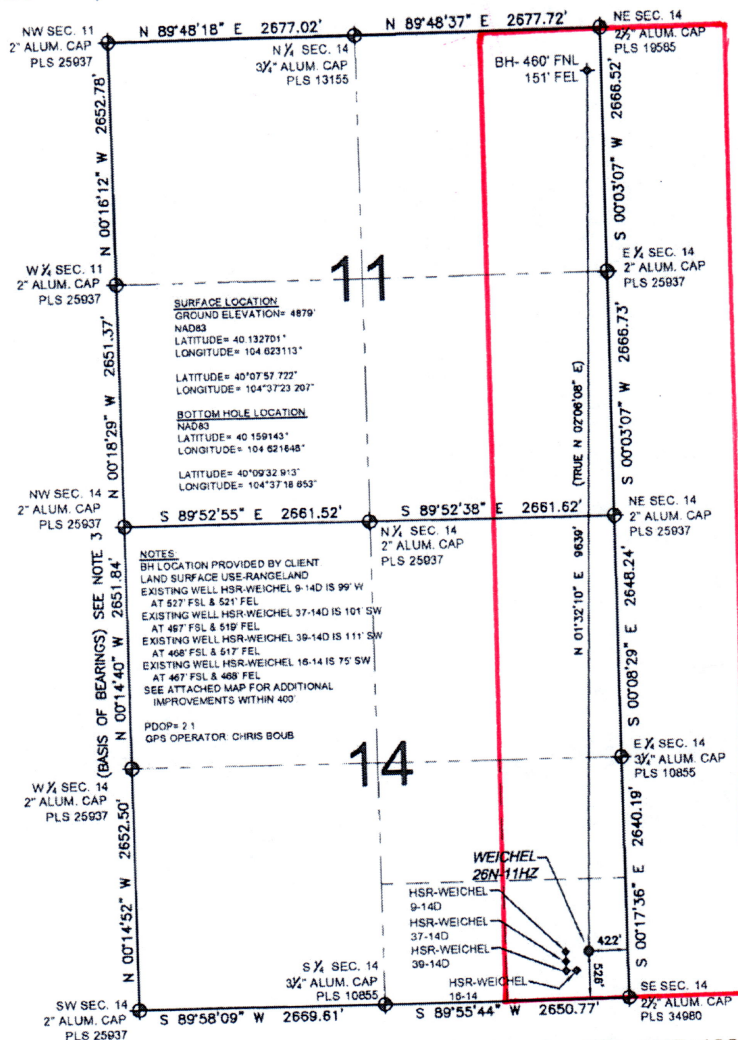 NW SEC. 11
2" ALUM. CAP
PLS 25937
N 89°48'18" E 2677.02'
N ¼ SEC. 14
3¼" ALUM. CAP
PLS 13155
N 89°48'37" E 2677.72'
NE SEC. 14
2½" ALUM. CAP
PLS 19585
BH- 460' FNL
151' FEL
N 00°16'12" W 2652.78'
S 00°03'07" W 2666.52'
11
W ¼ SEC. 11
2" ALUM. CAP
PLS 25937
E ¼ SEC. 14
2" ALUM. CAP
PLS 25937
SURFACE LOCATION
GROUND ELEVATION= 4879'
NAD83
LATITUDE= 40.132701°
LONGITUDE= 104.623113°
LATITUDE= 40°07'57.722"
LONGITUDE= 104°37'23.207"
BOTTOM HOLE LOCATION
NAD83
LATITUDE= 40.159143°
LONGITUDE= 104.621848°
LATITUDE= 40°09'32.913"
LONGITUDE= 104°37'18.653"
N 00°18'29" W 2651.37'
(TRUE N 02°06'08" E)
S 00°03'07" W 2666.73'
NW SEC. 14
2" ALUM. CAP
PLS 25937
S 89°52'55" E 2661.52'
N ¼ SEC. 14
2" ALUM. CAP
PLS 25937
S 89°52'38" E 2661.62'
NE SEC. 14
2" ALUM. CAP
PLS 25937
NOTES
BH LOCATION PROVIDED BY CLIENT
LAND SURFACE USE-RANGELAND
EXISTING WELL HSR-WEICHEL 9-14D IS 99' W
AT 527' FSL & 521' FEL
EXISTING WELL HSR-WEICHEL 37-14D IS 101' SW
AT 497' FSL & 519' FEL
EXISTING WELL HSR-WEICHEL 39-14D IS 111' SW
AT 468' FSL & 517' FEL
EXISTING WELL HSR-WEICHEL 16-14 IS 75' SW
AT 467' FSL & 468' FEL
SEE ATTACHED MAP FOR ADDITIONAL
IMPROVEMENTS WITHIN 400'
PDOP= 2.1
GPS OPERATOR: CHRIS BOUB
(BASIS OF BEARINGS) SEE NOTE 3
N 00°14'40" W 2651.84'
N 01°32'10" E 9639'
S 00°08'29" E 2648.24'
14
W ¼ SEC. 14
2" ALUM. CAP
PLS 25937
E ¼ SEC. 14
3¼" ALUM. CAP
PLS 10855
N 00°14'52" W 2652.50'
S 00°17'36" E 2640.19'
WEICHEL
26N-11HZ
HSR-WEICHEL
9-14D
HSR-WEICHEL
37-14D
HSR-WEICHEL
39-14D
HSR-WEICHEL
16-14
422'
526'
SW SEC. 14
2" ALUM. CAP
PLS 25937
S 89°58'09" W 2669.61'
S ¼ SEC. 14
3¼" ALUM. CAP
PLS 10855
S 89°55'44" W 2650.77'
SE SEC. 14
2½" ALUM. CAP
PLS 34980